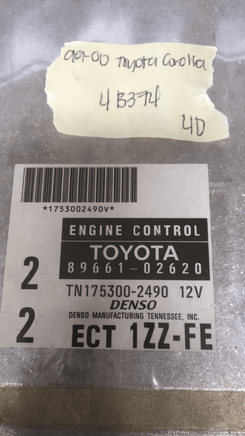 99-00 Toyota Corolla
4B374
4D
*1753002490V*
ENGINE CONTROL
TOYOTA
89661-02620
2
TN175300-2490 12V
DENSO
DENSO MANUFACTURING TENNESSEE, INC.
2
ECT 1ZZ-FE